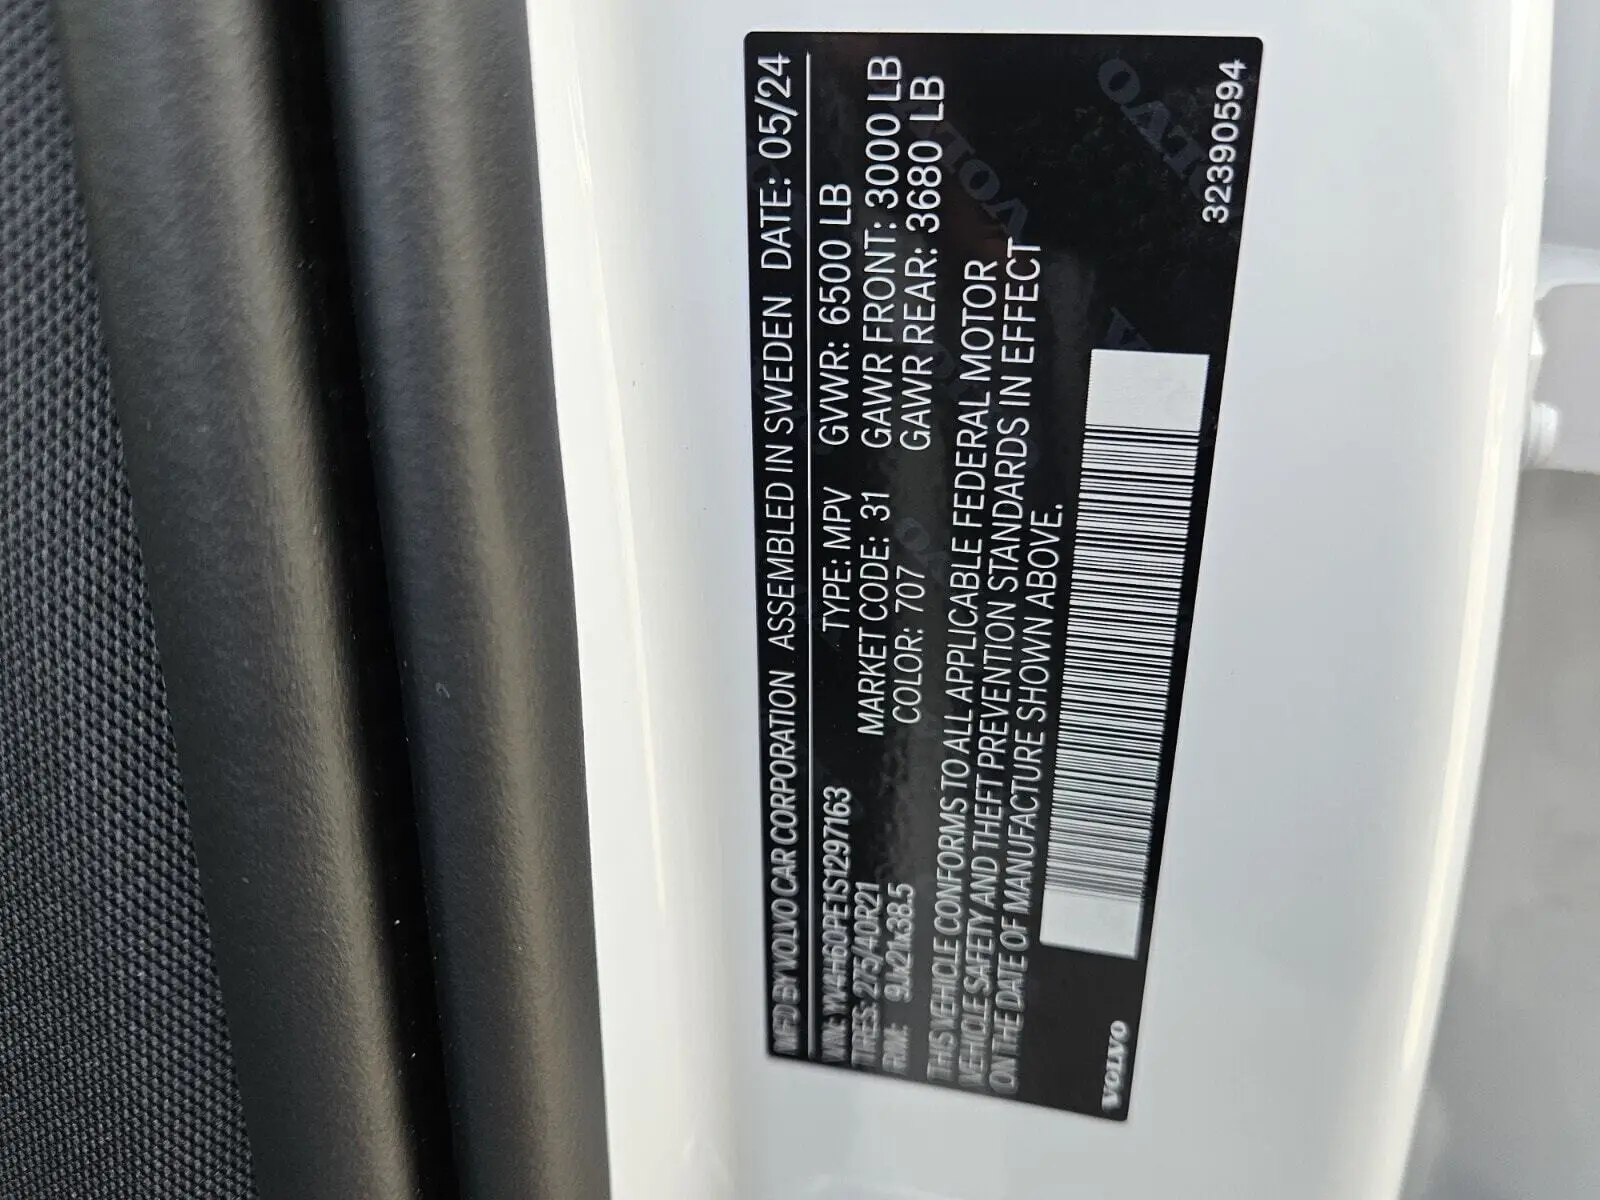 MFD BY VOLVO CAR CORPORATION ASSEMBLED IN SWEDEN DATE: 05/24
VIN: YV4H60PE1S1297163 TYPE: MPV GVWR: 6500 LB
TIRES: 275/40R21 MARKET CODE: 31 GAWR FRONT: 3000 LB
RIM: 9Jx21x38.5 COLOR: 707 GAWR REAR: 3680 LB
THIS VEHICLE CONFORMS TO ALL APPLICABLE FEDERAL MOTOR
VEHICLE SAFETY AND THEFT PREVENTION STANDARDS IN EFFECT
ON THE DATE OF MANUFACTURE SHOWN ABOVE.
VOLVO 32390594